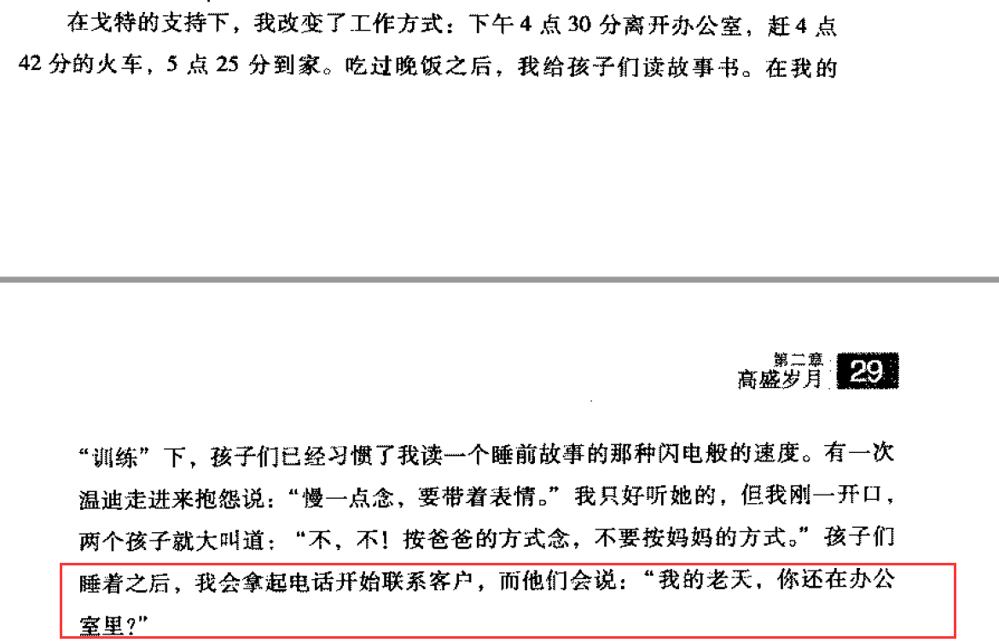 在戈特的支持下，我改变了工作方式：下午 4 点 30 分离开办公室，赶 4 点
42 分的火车，5 点 25 分到家。吃过晚饭之后，我给孩子们读故事书。在我的
第二章
高盛岁月 29
“训练”下，孩子们已经习惯了我读一个睡前故事的那种闪电般的速度。有一次
温迪走进来抱怨说：“慢一点念，要带着表情。”我只好听她的，但我刚一开口，
两个孩子就大叫道：“不，不！按爸爸的方式念，不要按妈妈的方式。”孩子们
睡着之后，我会拿起电话开始联系客户，而他们会说：“我的老天，你还在办公
室里？”